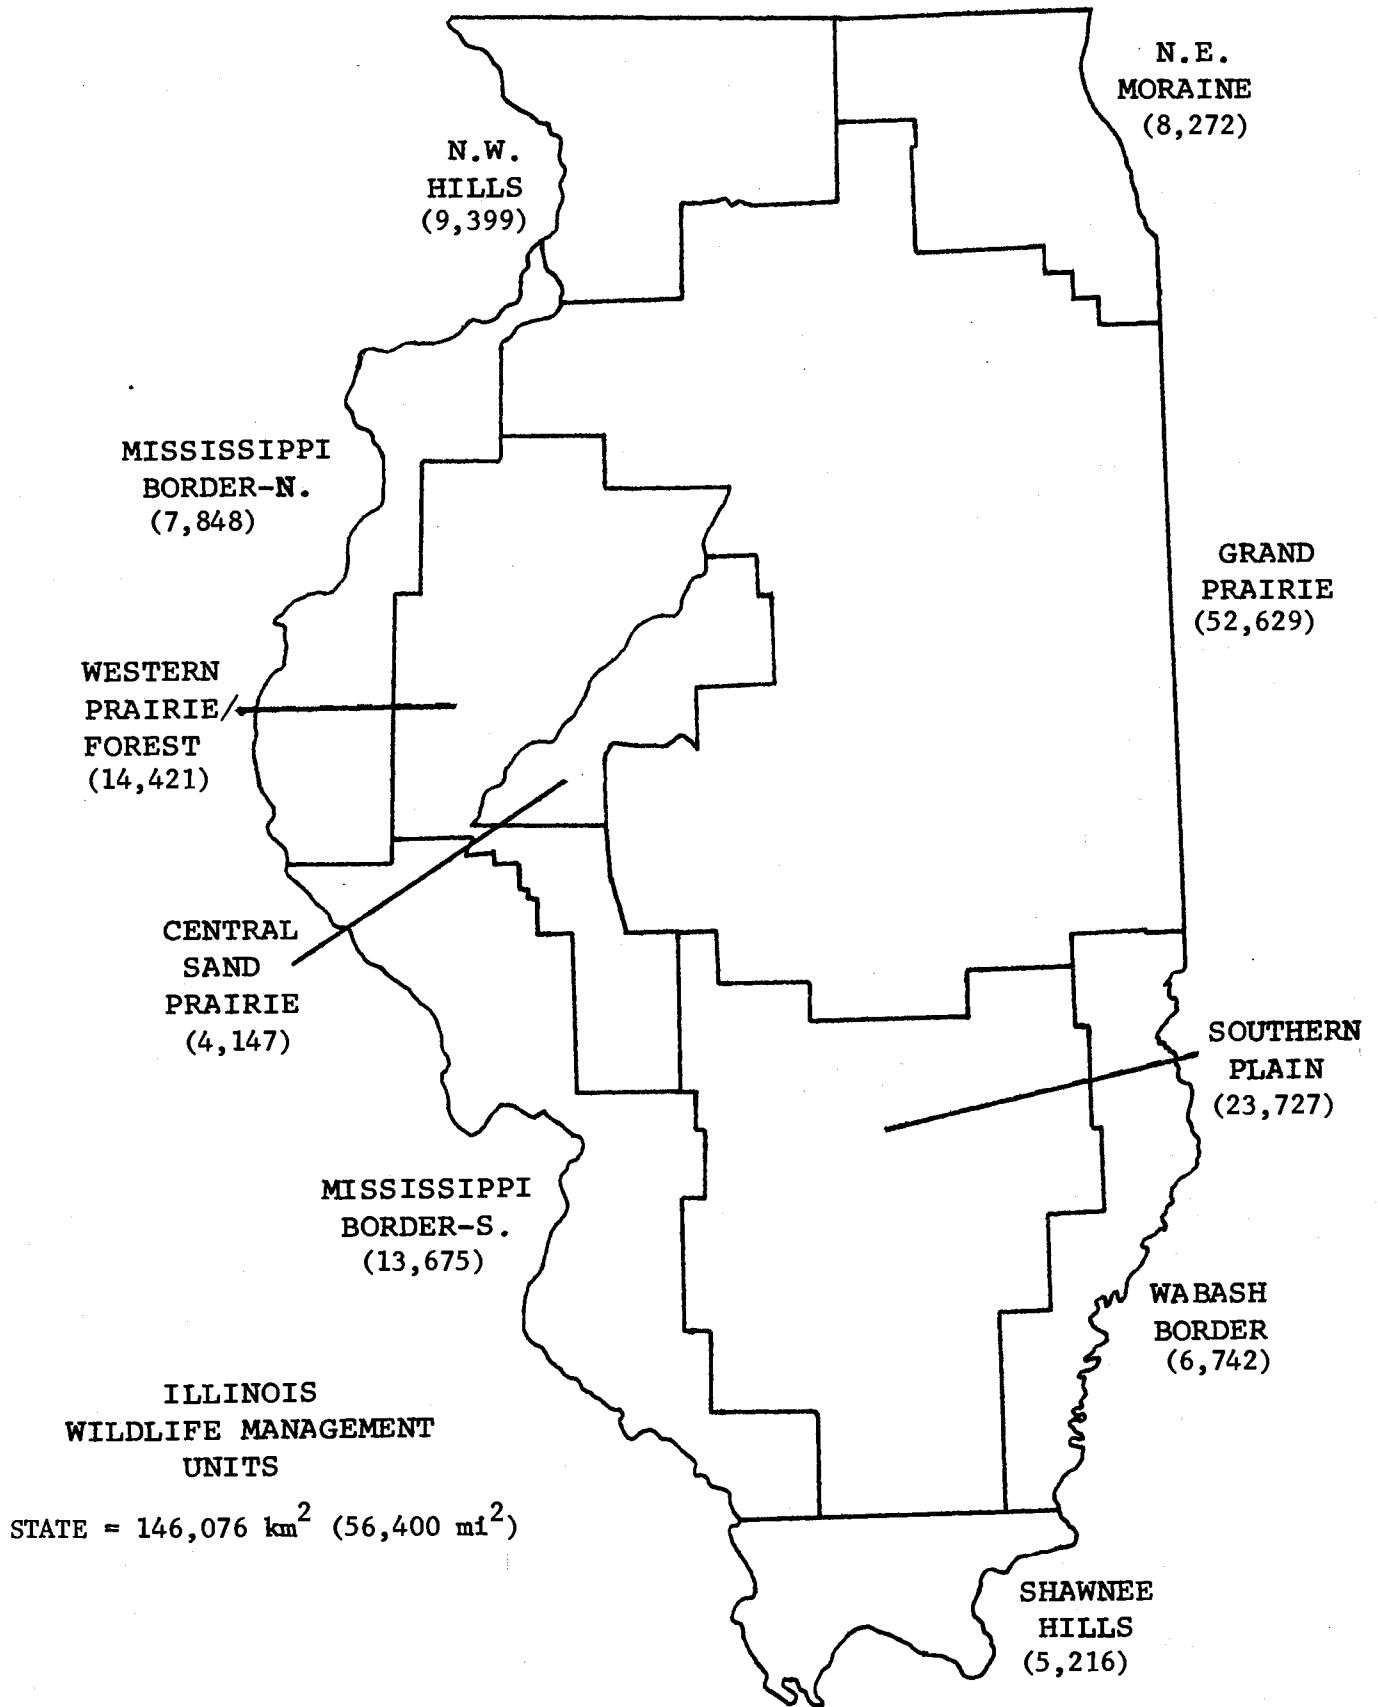 N.E.
MORAINE
(8,272)
N.W.
HILLS
(9,399)
MISSISSIPPI
BORDER-N.
(7,848)
GRAND
PRAIRIE
(52,629)
WESTERN
PRAIRIE/
FOREST
(14,421)
CENTRAL
SAND
PRAIRIE
(4,147)
SOUTHERN
PLAIN
(23,727)
MISSISSIPPI
BORDER-S.
(13,675)
WABASH
BORDER
(6,742)
ILLINOIS
WILDLIFE MANAGEMENT
UNITS
STATE = 146,076 km² (56,400 mi²)
SHAWNEE
HILLS
(5,216)